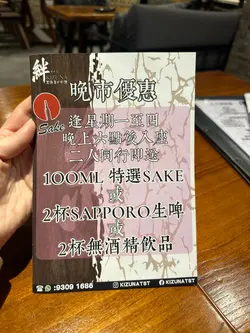 絆
KIZUNA
晚市優惠
Sake
逢星期一至四
晚上六點後入座
二人同行即送
100ML 特選SAKE
或
2杯SAPPORO生啤
或
2杯無酒精飲品
:9309 1686
KIZUNATST
KIZUNATST